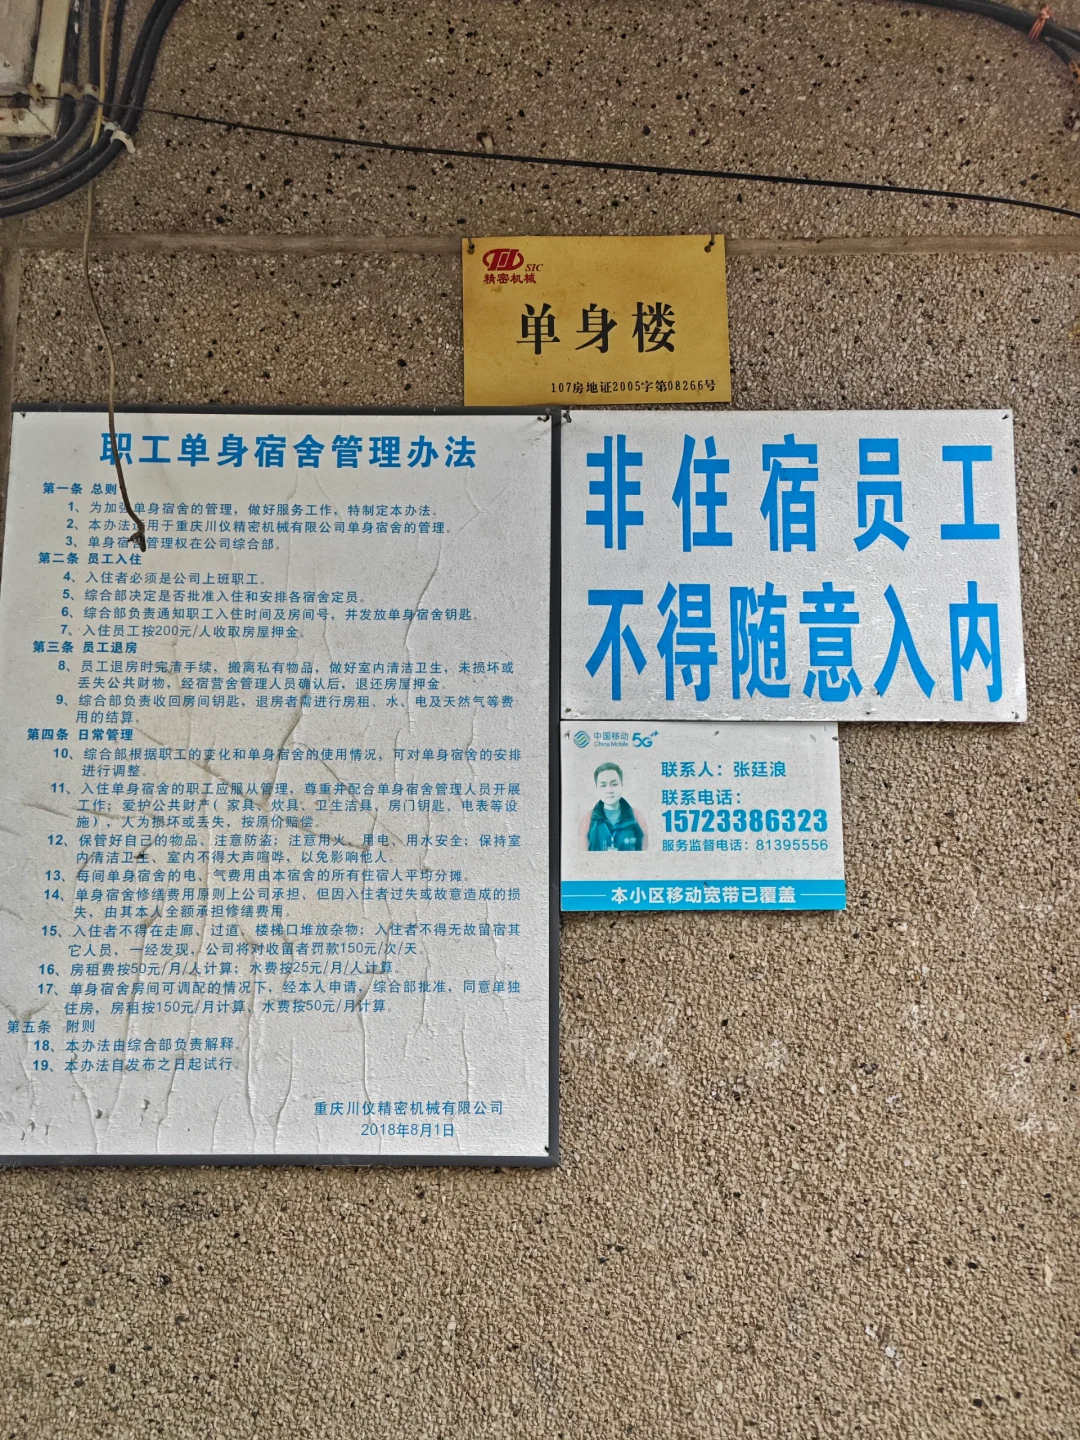 SIC
精密机械
单身楼
107房地证2005字第08266号
职工单身宿舍管理办法
第一条 总则
1、为加强单身宿舍的管理，做好服务工作，特制定本办法。
2、本办法适用于重庆川仪精密机械有限公司单身宿舍的管理。
3、单身宿舍管理权在公司综合部。
第二条 员工入住
4、入住者必须是公司上班职工。
5、综合部决定是否批准入住和安排各宿舍定员。
6、综合部负责通知职工入住时间及房间号，并发放单身宿舍钥匙。
7、入住员工按200元/人收取房屋押金。
第三条 员工退房
8、员工退房时完清手续，搬离私有物品，做好室内清洁卫生，未损坏或
丢失公共财物，经宿营舍管理人员确认后，退还房屋押金。
9、综合部负责收回房间钥匙，退房者需进行房租、水、电及天然气等费
用的结算。
第四条 日常管理
10、综合部根据职工的变化和单身宿舍的使用情况，可对单身宿舍的安排
进行调整。
11、入住单身宿舍的职工应服从管理，尊重并配合单身宿舍管理人员开展
工作；爱护公共财产（家具、炊具、卫生洁具，房门钥匙、电表等设
施），人为损坏或丢失，按原价赔偿。
12、保管好自己的物品、注意防盗；注意用火、用电、用水安全；保持室
内清洁卫生、室内不得大声喧哗，以免影响他人。
13、每间单身宿舍的电、气费用由本宿舍的所有住宿人平均分摊。
14、单身宿舍修缮费用原则上公司承担、但因入住者过失或故意造成的损
失，由其本人全额承担修缮费用。
15、入住者不得在走廊、过道、楼梯口堆放杂物；入住者不得无故留宿其
它人员，一经发现，公司将对收留者罚款150元/次/天。
16、房租费按50元/月/人计算；水费按25元/月/人计算。
17、单身宿舍房间可调配的情况下，经本人申请，综合部批准，同意单独
住房，房租按150元/月计算、水费按50元/月计算。
第五条 附则
18、本办法由综合部负责解释。
19、本办法自发布之日起试行。
重庆川仪精密机械有限公司
2018年8月1日
非住宿员工
不得随意入内
中国移动
China Mobile
5G++
联系人：张廷浪
联系电话：
15723386323
服务监督电话：81395556
本小区移动宽带已覆盖